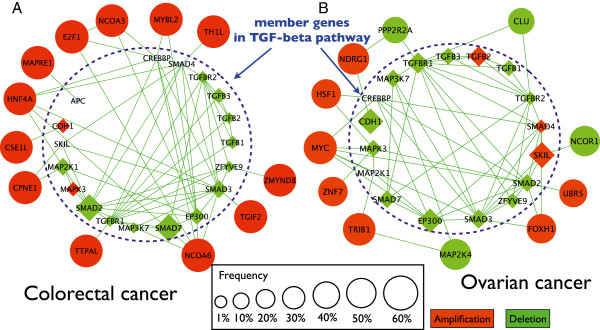 A
B
member genes
in TGF-beta pathway
NCOA3
MYBL2
E2F1
TH1L
MAPRE1
HNF4A
CSE1L
CPNE1
TTPAL
NCOA6
TGIF2
ZMYND8
CREBBP
SMAD4
TGFBR2
TGFB3
TGFB2
TGFB1
ZFYVE9
SMAD3
EP300
SMAD7
MAP3K7
TGFBR1
SMAD2
MAPK3
MAP2K1
SKIL
CDH1
APC
Colorectal cancer
PPP2R2A
CLU
NDRG1
HSF1
MYC
ZNF7
TRIB1
MAP2K4
FOXH1
UBR5
NCOR1
TGFBR1
TGFB3
TGFB2
TGFB1
TGFBR2
MAP3K7
CREBBP
CDH1
SMAD4
SKIL
MAPK3
MAP2K1
SMAD7
EP300
SMAD3
ZFYVE9
SMAD2
Ovarian cancer
Frequency
1% 10% 20% 30% 40% 50% 60%
Amplification
Deletion